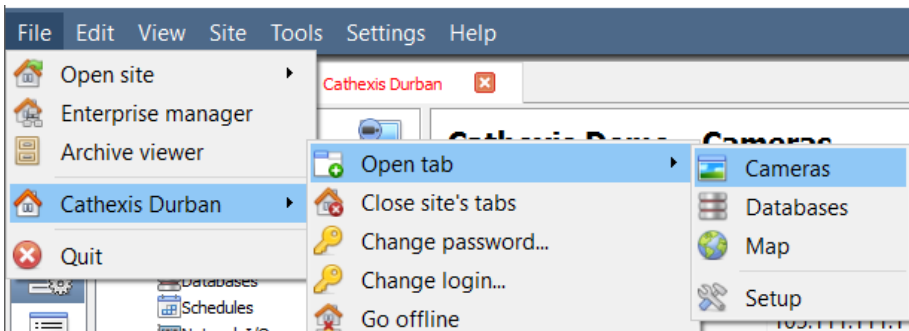 File Edit View Site Tools Settings Help
Open site
Cathexis Durban
Enterprise manager
Archive viewer
Cameras
Open tab
Cameras
Cathexis Durban
Close site's tabs
Databases
Change password...
Map
Quit
Databases
Change login...
Schedules
Setup
Go offline